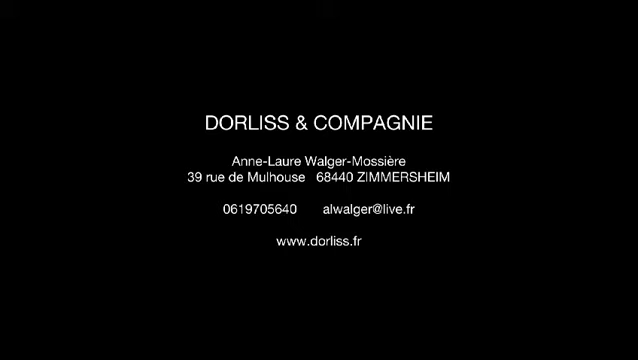 DORLISS & COMPAGNIE
Anne-Laure Walger-Mossière
39 rue de Mulhouse 68440 ZIMMERSHEIM
0619705640 alwalger@live.fr
www.dorliss.fr